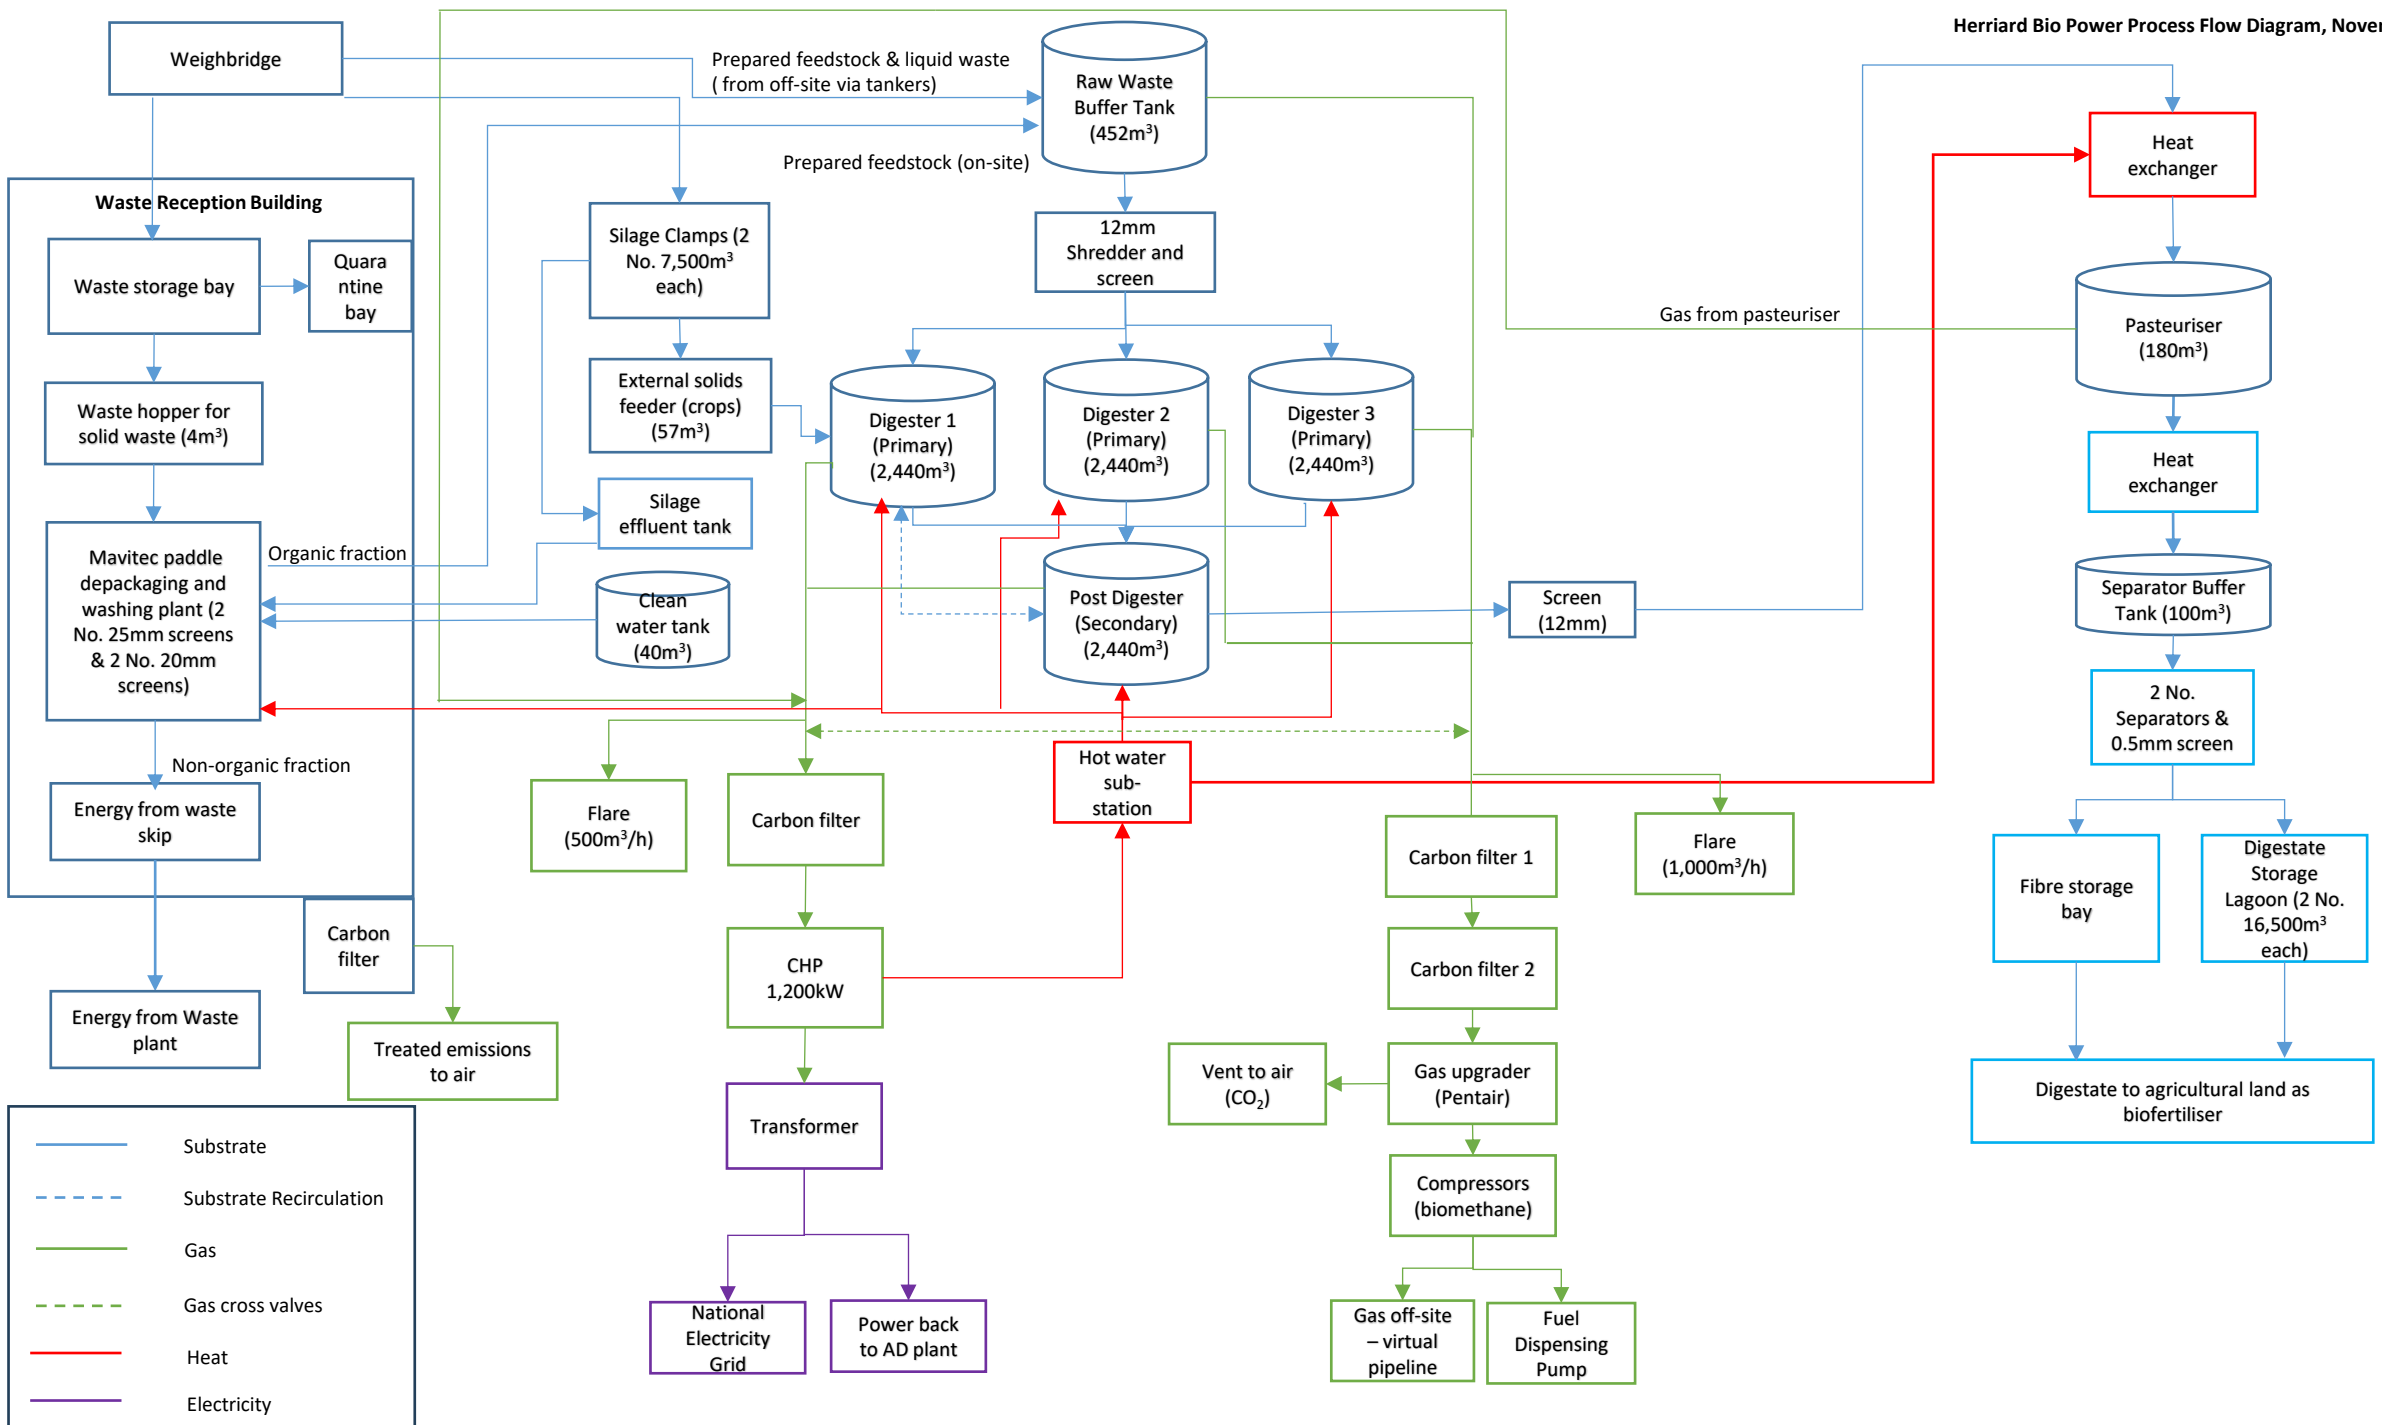 Herriard Bio Power Process Flow Diagram, Nover
Weighbridge
Prepared feedstock & liquid waste
( from off-site via tankers)
Raw Waste
Buffer Tank
(452m³)
Prepared feedstock (on-site)
Heat
exchanger
Waste Reception Building
Waste storage bay
Quara
ntine
bay
Silage Clamps (2
No. 7,500m³
each)
12mm
Shredder and
screen
Gas from pasteuriser
Pasteuriser
(180m³)
Waste hopper for
solid waste (4m³)
External solids
feeder (crops)
(57m³)
Digester 1
(Primary)
(2,440m³)
Digester 2
(Primary)
(2,440m³)
Digester 3
(Primary)
(2,440m³)
Heat
exchanger
Silage
effluent tank
Organic fraction
Mavitec paddle
depackaging and
washing plant (2
No. 25mm screens
& 2 No. 20mm
screens)
Clean
water tank
(40m³)
Post Digester
(Secondary)
(2,440m³)
Screen
(12mm)
Separator Buffer
Tank (100m³)
2 No.
Separators &
0.5mm screen
Non-organic fraction
Hot water
sub-
station
Energy from waste
skip
Flare
(500m³/h)
Carbon filter
Carbon filter 1
Flare
(1,000m³/h)
Fibre storage
bay
Digestate
Storage
Lagoon (2 No.
16,500m³
each)
Carbon
filter
CHP
1,200kW
Carbon filter 2
Energy from Waste
plant
Treated emissions
to air
Vent to air
(CO₂)
Gas upgrader
(Pentair)
Digestate to agricultural land as
biofertiliser
Transformer
Compressors
(biomethane)
Substrate
Substrate Recirculation
Gas
Gas cross valves
Heat
Electricity
National
Electricity
Grid
Power back
to AD plant
Gas off-site
– virtual
pipeline
Fuel
Dispensing
Pump